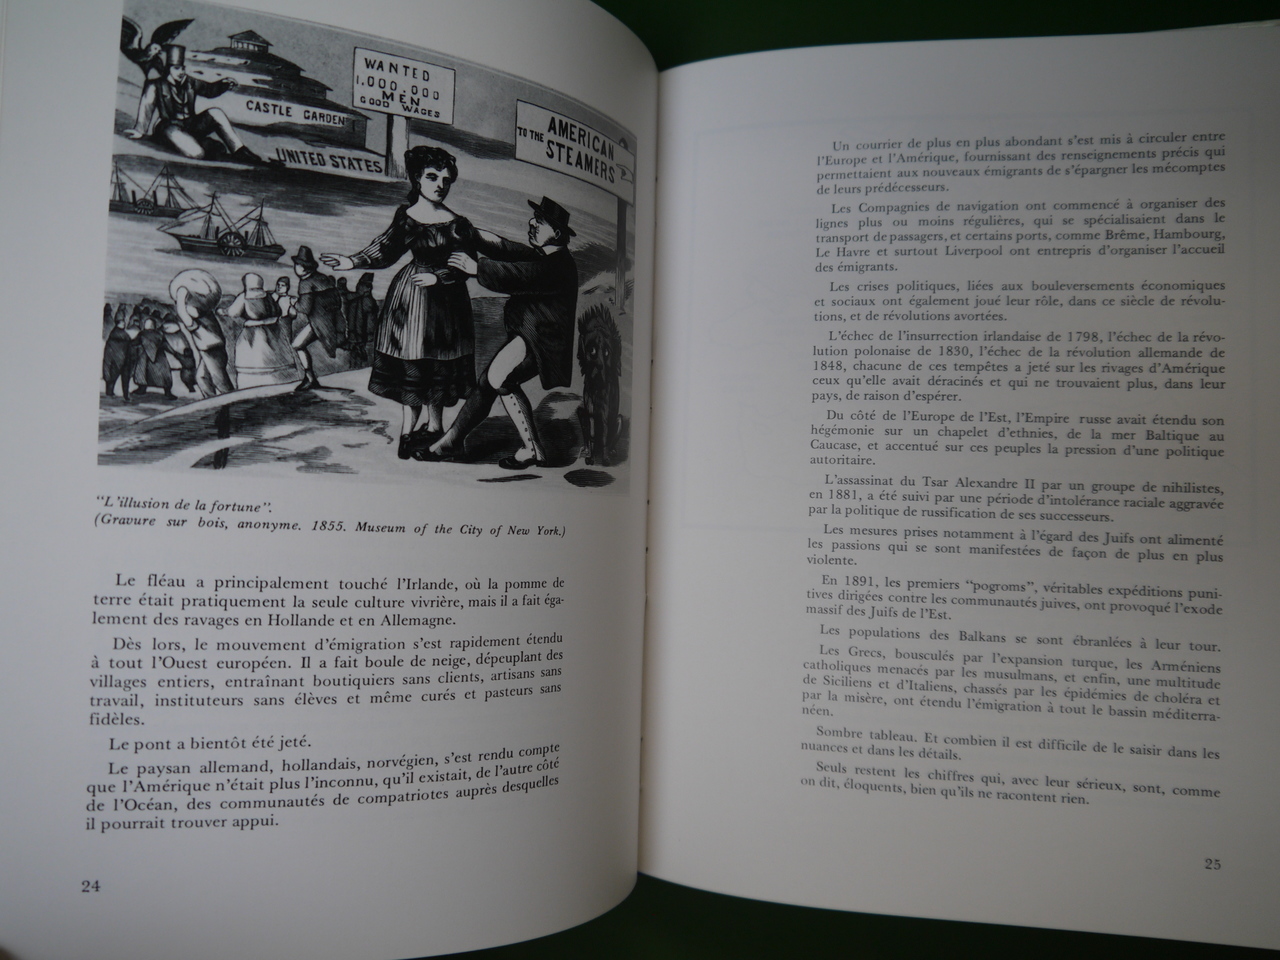 CASTLE GARDEN
UNITED STATES
WANTED
1.000.000
MEN
GOOD WAGES
TO THE AMERICAN
STEAMERS
"L'illusion de la fortune".
(Gravure sur bois, anonyme. 1855. Museum of the City of New York.)
Le fléau a principalement touché l'Irlande, où la pomme de
terre était pratiquement la seule culture vivrière, mais il a fait éga-
lement des ravages en Hollande et en Allemagne.
Dès lors, le mouvement d'émigration s'est rapidement étendu
à tout l'Ouest européen. Il a fait boule de neige, dépeuplant des
villages entiers, entraînant boutiquiers sans clients, artisans sans
travail, instituteurs sans élèves et même curés et pasteurs sans
fidèles.
Le pont a bientôt été jeté.
Le paysan allemand, hollandais, norvégien, s'est rendu compte
que l'Amérique n'était plus l'inconnu, qu'il existait, de l'autre côté
de l'Océan, des communautés de compatriotes auprès desquelles
il pourrait trouver appui.
24
Un courrier de plus en plus abondant s'est mis à circuler entre
l'Europe et l'Amérique, fournissant des renseignements précis qui
permettaient aux nouveaux émigrants de s'épargner les mécomptes
de leurs prédécesseurs.
Les Compagnies de navigation ont commencé à organiser des
lignes plus ou moins régulières, qui se spécialisaient dans le
transport de passagers, et certains ports, comme Brême, Hambourg,
Le Havre et surtout Liverpool ont entrepris d'organiser l'accueil
des émigrants.
Les crises politiques, liées aux bouleversements économiques
et sociaux ont également joué leur rôle, dans ce siècle de révolu-
tions, et de révolutions avortées.
L'échec de l'insurrection irlandaise de 1798, l'échec de la révo-
lution polonaise de 1830, l'échec de la révolution allemande de
1848, chacune de ces tempêtes a jeté sur les rivages d'Amérique
ceux qu'elle avait déracinés et qui ne trouvaient plus, dans leur
pays, de raison d'espérer.
Du côté de l'Europe de l'Est, l'Empire russe avait étendu son
hégémonie sur un chapelet d'ethnies, de la mer Baltique au
Caucase, et accentué sur ces peuples la pression d'une politique
autoritaire.
L'assassinat du Tsar Alexandre II par un groupe de nihilistes,
en 1881, a été suivi par une période d'intolérance raciale aggravée
par la politique de russification de ses successeurs.
Les mesures prises notamment à l'égard des Juifs ont alimenté
les passions qui se sont manifestées de façon de plus en plus
violente.
En 1891, les premiers "pogroms", véritables expéditions puni-
tives dirigées contre les communautés juives, ont provoqué l'exode
massif des Juifs de l'Est.
Les populations des Balkans se sont ébranlées à leur tour.
Les Grecs, bousculés par l'expansion turque, les Arméniens
catholiques menacés par les musulmans, et enfin, une multitude
de Siciliens et d'Italiens, chassés par les épidémies de choléra et
par la misère, ont étendu l'émigration à tout le bassin méditerra-
néen.
Sombre tableau. Et combien il est difficile de le saisir dans les
nuances et dans les détails.
Seuls restent les chiffres qui, avec leur sérieux, sont, comme
on dit, éloquents, bien qu'ils ne racontent rien.
25